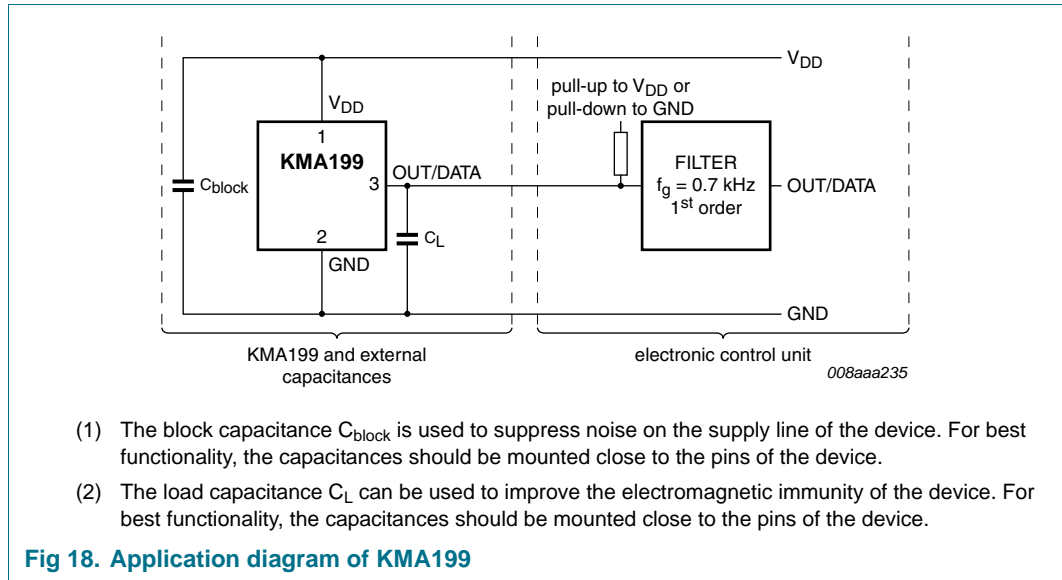 V_DD
pull-up to V_DD or
pull-down to GND
V_DD
1
KMA199
3
OUT/DATA
C_block
2
GND
C_L
FILTER
f_g = 0.7 kHz
1st order
OUT/DATA
GND
KMA199 and external
capacitances
electronic control unit
008aaa235
(1) The block capacitance C_block is used to suppress noise on the supply line of the device. For best
functionality, the capacitances should be mounted close to the pins of the device.
(2) The load capacitance C_L can be used to improve the electromagnetic immunity of the device. For
best functionality, the capacitances should be mounted close to the pins of the device.
Fig 18. Application diagram of KMA199